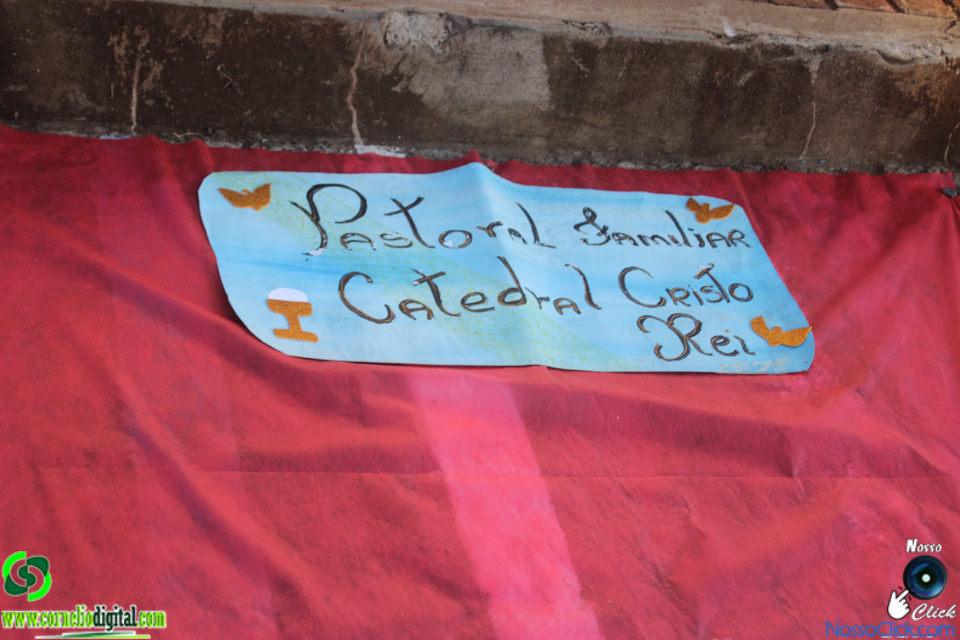 Pastoral Familiar
Catedral Cristo
Rei
Nosso
Click
www.corneliodigital.com
NossoClick.com